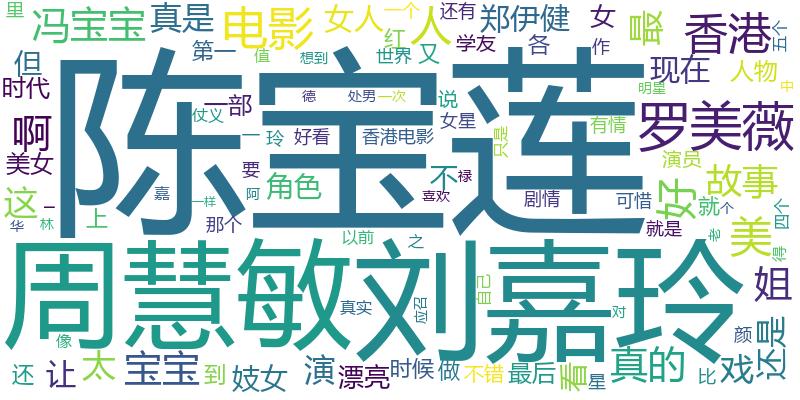 里
冯宝宝
真是
电影
女人
一个
人
还有
郑伊健
女
最
香港
五个
值
红
学友
作
但
第一
想到
世界
又
各
现在
人物
时代
一部
德
处男
一次
说
明星
中
仗义
女星
有情
罗美薇
啊
陈宝莲
一
玲
好看
香港电影
只是
美女
要
不
禄
演员
这
角色
好
故事
上
嘉
一样
阿
喜欢
剧情
可惜
就
个
四个
一
华
林
那个
以前
之
就是
老
美
得
周慧敏
刘嘉玲
姐
真实
应召
自己
对
像
颜
还是
还
让
太
宝宝
到
妓女
演
漂亮
时候
做
不错
最后
看
星
真的
比
戏